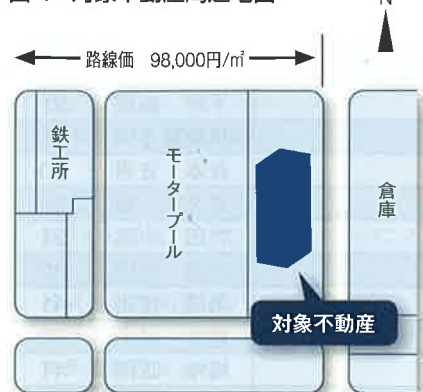 N
路線価 98,000円/㎡
鉄工所
モータープール
倉庫
対象不動産